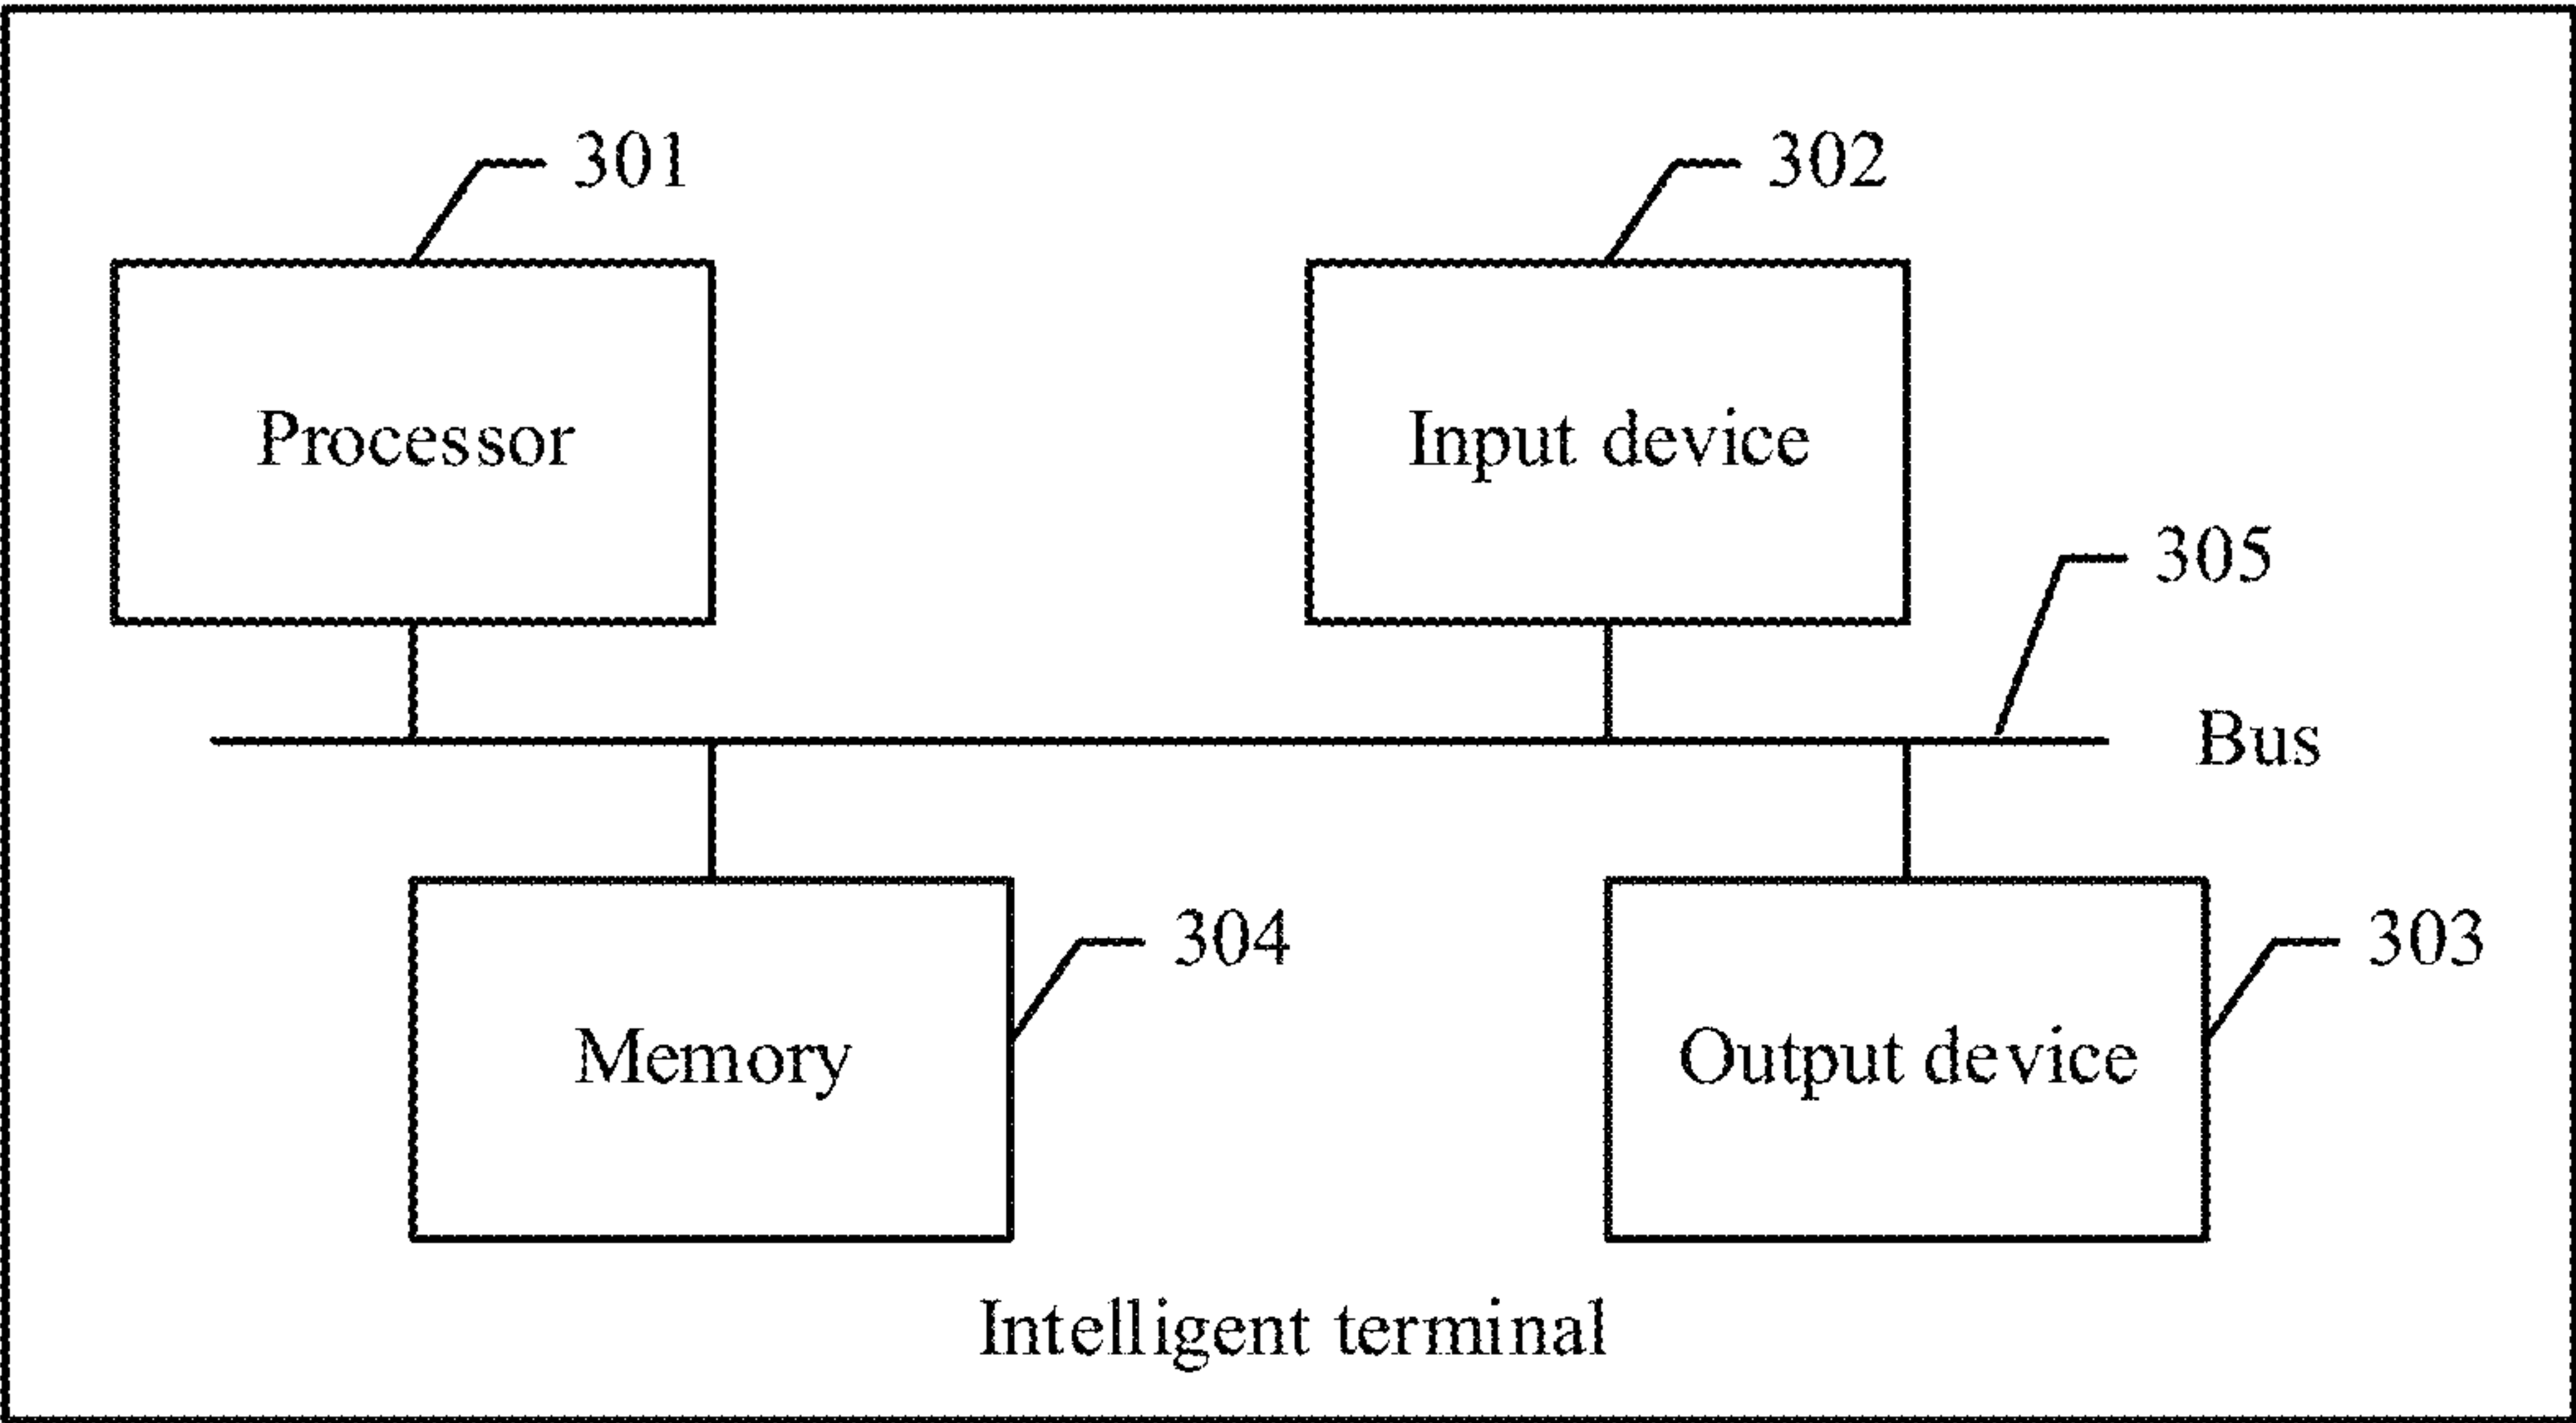 301
302
Processor
Input device
305
Bus
304
303
Memory
Output device
Intelligent terminal